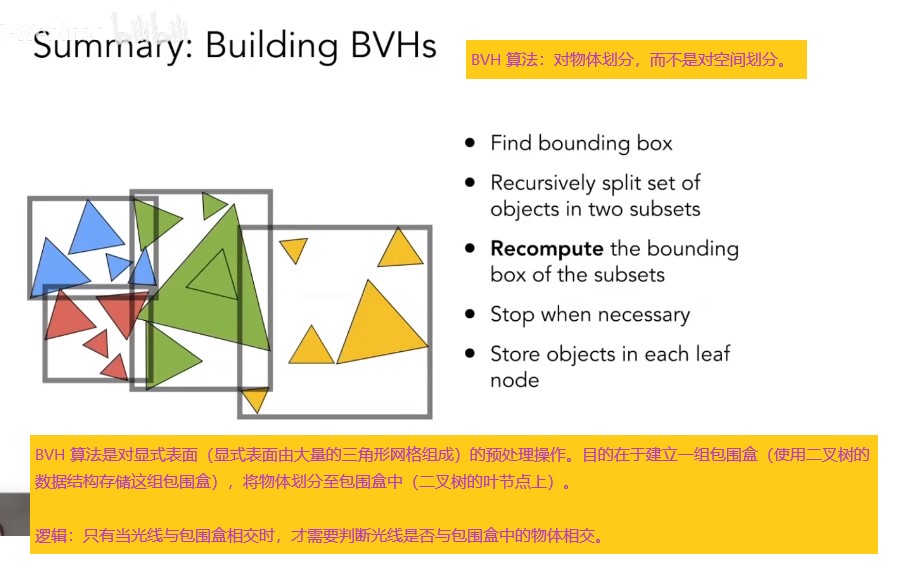 Summary: Building BVHs
BVH 算法：对物体划分，而不是对空间划分。
• Find bounding box
• Recursively split set of
objects in two subsets
• Recompute the bounding
box of the subsets
• Stop when necessary
• Store objects in each leaf
node
BVH 算法是对显式表面（显式表面由大量的三角形网格组成）的预处理操作。目的在于建立一组包围盒（使用二叉树的
数据结构存储这组包围盒），将物体划分至包围盒中（二叉树的叶节点上）。
逻辑：只有当光线与包围盒相交时，才需要判断光线是否与包围盒中的物体相交。